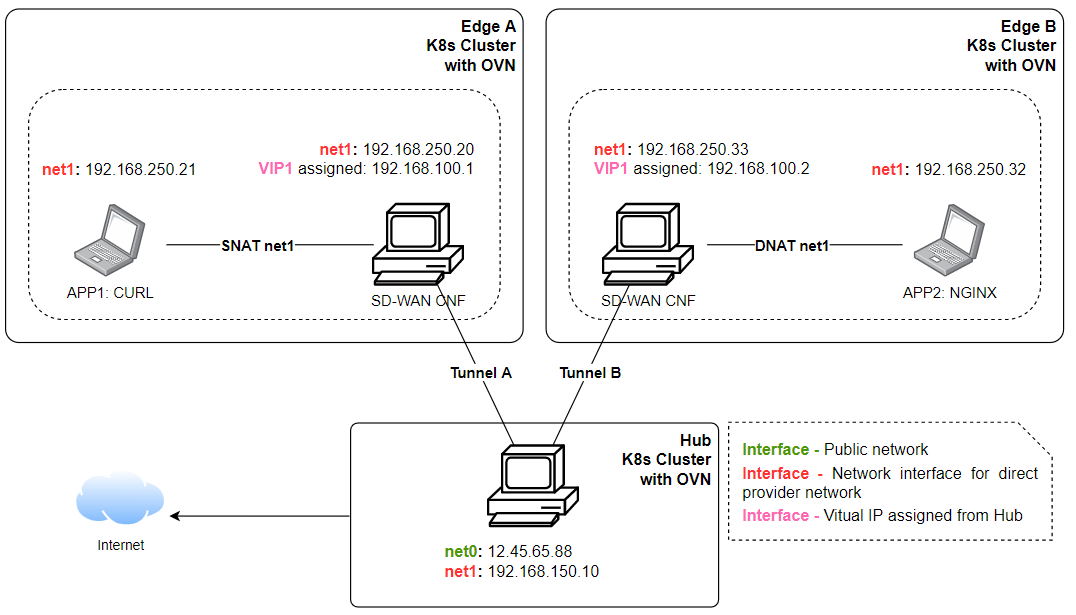 Edge A
K8s Cluster
with OVN
net1: 192.168.250.20
VIP1 assigned: 192.168.100.1
net1: 192.168.250.21
SNAT net1
APP1: CURL
SD-WAN CNF
Edge B
K8s Cluster
with OVN
net1: 192.168.250.33
VIP1 assigned: 192.168.100.2
net1: 192.168.250.32
DNAT net1
SD-WAN CNF
APP2: NGINX
Tunnel A
Tunnel B
Hub
K8s Cluster
with OVN
net0: 12.45.65.88
net1: 192.168.150.10
Internet
Interface - Public network
Interface - Network interface for direct
provider network
Interface - Vitual IP assigned from Hub